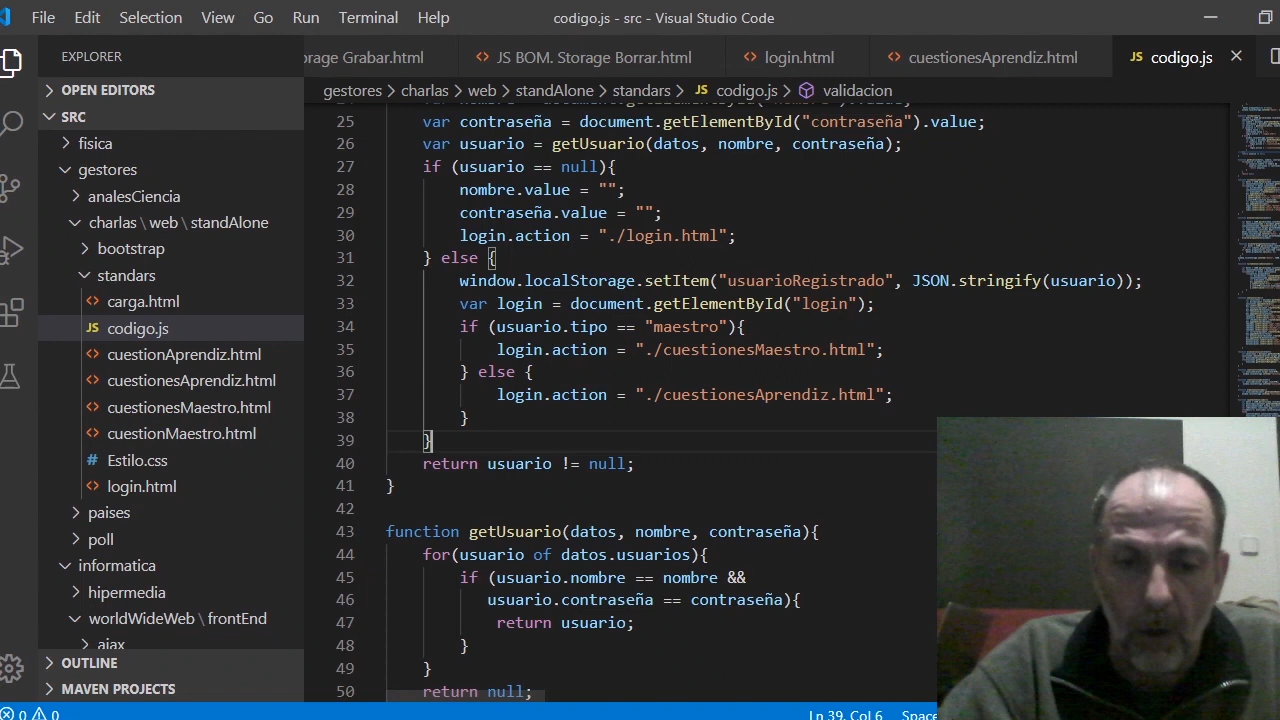 File Edit Selection View Go Run Terminal Help codigo.js - src - Visual Studio Code
EXPLORER
orage Grabar.html JS BOM. Storage Borrar.html login.html cuestionesAprendiz.html JS codigo.js
OPEN EDITORS
gestores > charlas > web > standAlone > standars > JS codigo.js > validacion
SRC
fisica
gestores
analesCiencia
charlas \ web \ standAlone
bootstrap
standars
carga.html
JS codigo.js
cuestionAprendiz.html
cuestionesAprendiz.html
cuestionesMaestro.html
cuestionMaestro.html
# Estilo.css
login.html
paises
poll
informatica
hipermedia
worldWideWeb \ frontEnd
ajax
OUTLINE
MAVEN PROJECTS
25 var contraseña = document.getElementById("contraseña").value;
26 var usuario = getUsuario(datos, nombre, contraseña);
27 if (usuario == null){
28 nombre.value = "";
29 contraseña.value = "";
30 login.action = "./login.html";
31 } else {
32 window.localStorage.setItem("usuarioRegistrado", JSON.stringify(usuario));
33 var login = document.getElementById("login");
34 if (usuario.tipo == "maestro"){
35 login.action = "./cuestionesMaestro.html";
36 } else {
37 login.action = "./cuestionesAprendiz.html";
38 }
39 }
40 return usuario != null;
41 }
42
43 function getUsuario(datos, nombre, contraseña){
44 for(usuario of datos.usuarios){
45 if (usuario.nombre == nombre &&
46 usuario.contraseña == contraseña){
47 return usuario;
48 }
49 }
50 return null;
0 0 Ln 39, Col 6 Space